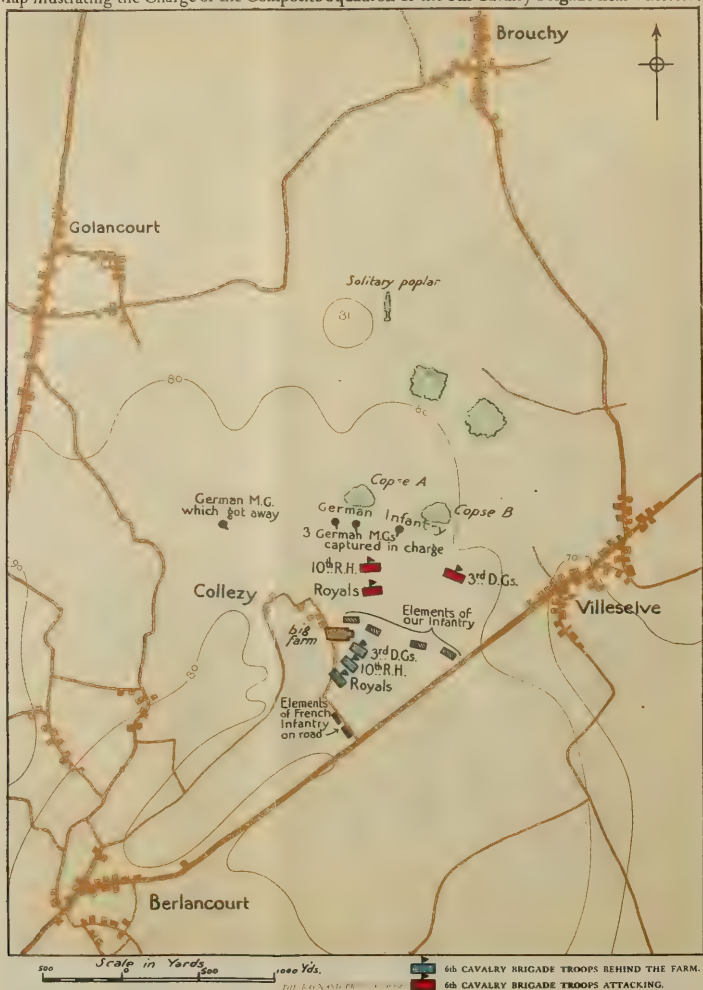 Map illustrating the Charge of the Composite Squadron of the 6th Cavalry Brigade near
Brouchy
Golancourt
Solitary poplar
81
80
80
Copse A
Copse B
German M.G.
which got away
German Infantry
3 German M.Gs
captured in charge
10th R.H.
3rd D.Gs.
Royals
70
Collezy
Villeselve
Elements of
our Infantry
big
farm
3rd D.Gs.
10th R.H.
Royals
80
80
Elements
of French
Infantry
on road
Berlancourt
Scale in Yards.
500 0 500 1000 Yds.
6th CAVALRY BRIGADE TROOPS BEHIND THE FARM.
6th CAVALRY BRIGADE TROOPS ATTACKING.